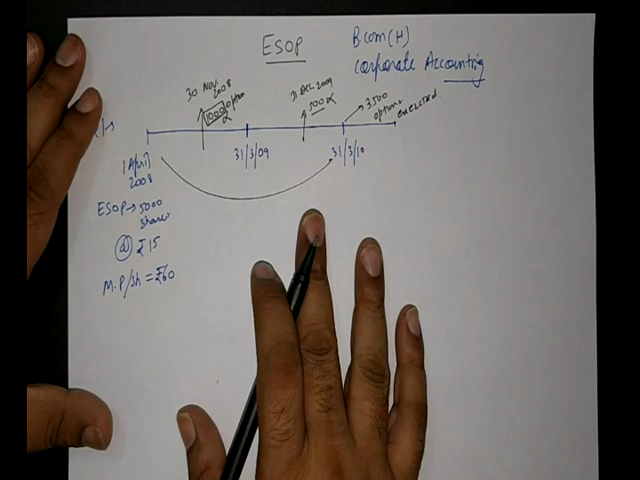 ESOP
B.com (H)
Corporate Accounting
30 Nov.
2008
1000 option
31 Dec. 2009
500 α
3500
options
exercised.
31/3/09
31/3/10
1 April
2008
ESOP → 5000
shares
@ ₹15
M.P/sh = ₹60